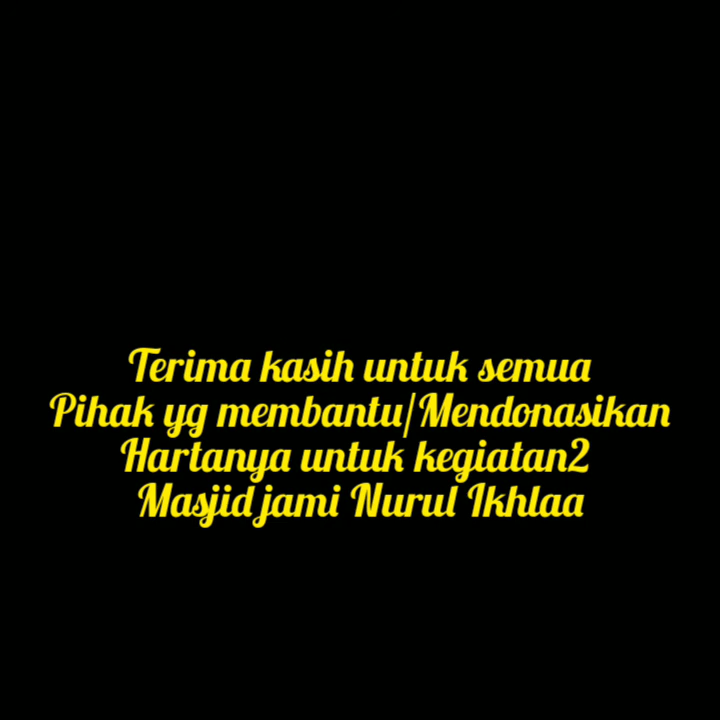 Terima kasih untuk semua
Pihak yg membantu/Mendonasikan
Hartanya untuk kegiatan2
Masjid jami Nurul Ikhlaa